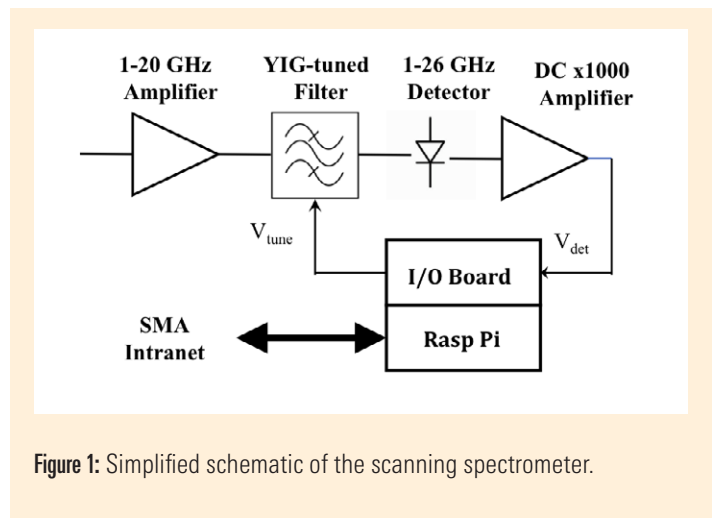 1-20 GHz Amplifier
YIG-tuned Filter
1-26 GHz Detector
DC x1000 Amplifier
Vtune
Vdet
I/O Board
SMA Intranet
Rasp Pi
Figure 1: Simplified schematic of the scanning spectrometer.